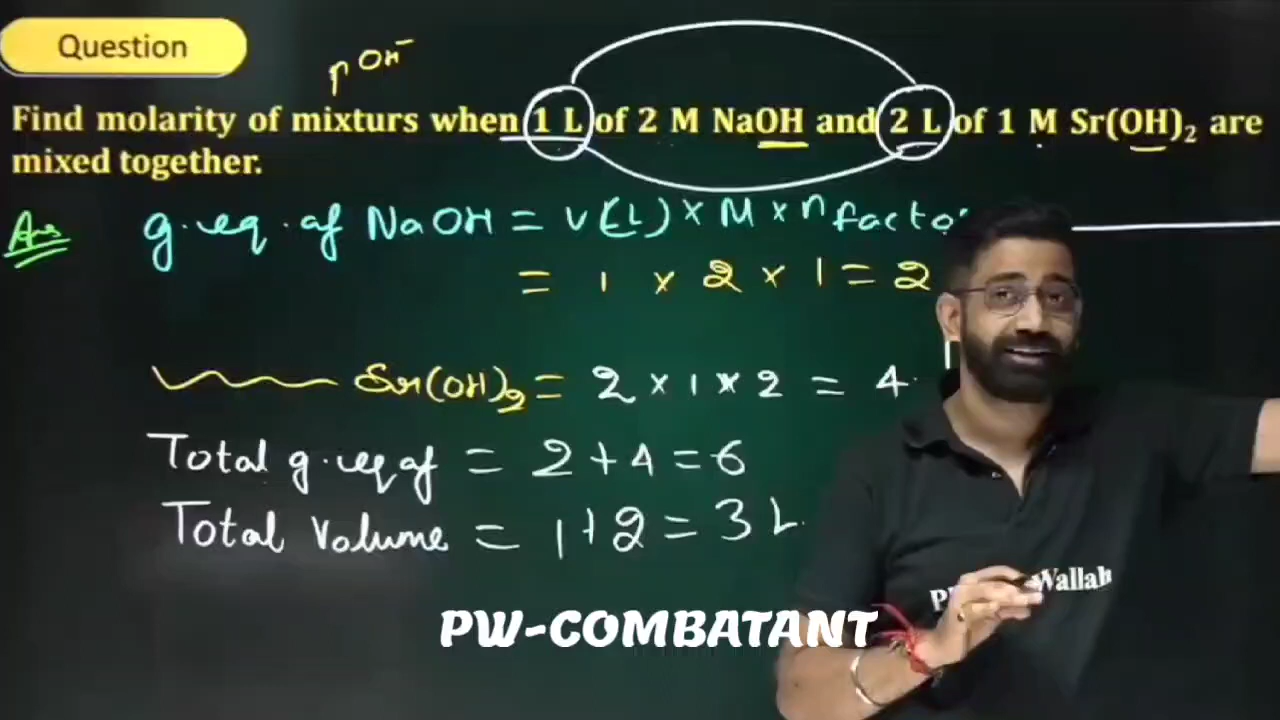 Question
OH⁻
Find molarity of mixturs when 1 L of 2 M NaOH and 2 L of 1 M Sr(OH)₂ are
mixed together.
Ans
g.eq.of NaOH = V(L) × M × n facto
= 1 × 2 × 1 = 2
Sr(OH)₂ = 2 × 1 × 2 = 4
Total g.eq of = 2 + 4 = 6
Total Volume = 1 + 2 = 3 L
Wallah
PW-COMBATANT